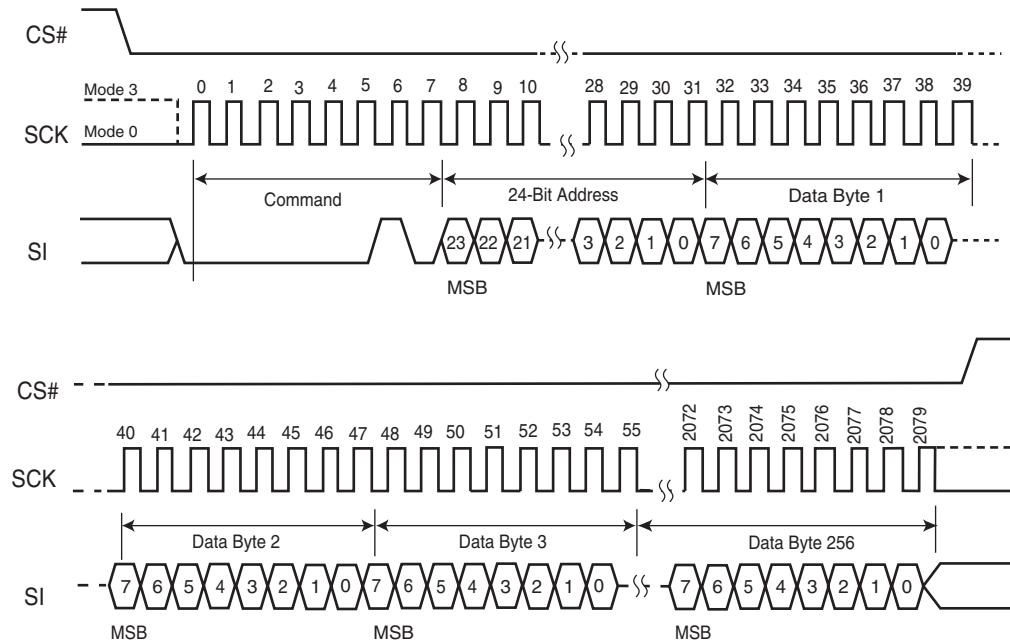 CS#
Mode 3
0 1 2 3 4 5 6 7 8 9 10 28 29 30 31 32 33 34 35 36 37 38 39
SCK
Mode 0
Command 24-Bit Address Data Byte 1
SI
23 22 21 3 2 1 0 7 6 5 4 3 2 1 0
MSB MSB
CS#
40 41 42 43 44 45 46 47 48 49 50 51 52 53 54 55 2072 2073 2074 2075 2076 2077 2078 2079
SCK
Data Byte 2 Data Byte 3 Data Byte 256
SI
7 6 5 4 3 2 1 0 7 6 5 4 3 2 1 0 7 6 5 4 3 2 1 0
MSB MSB MSB